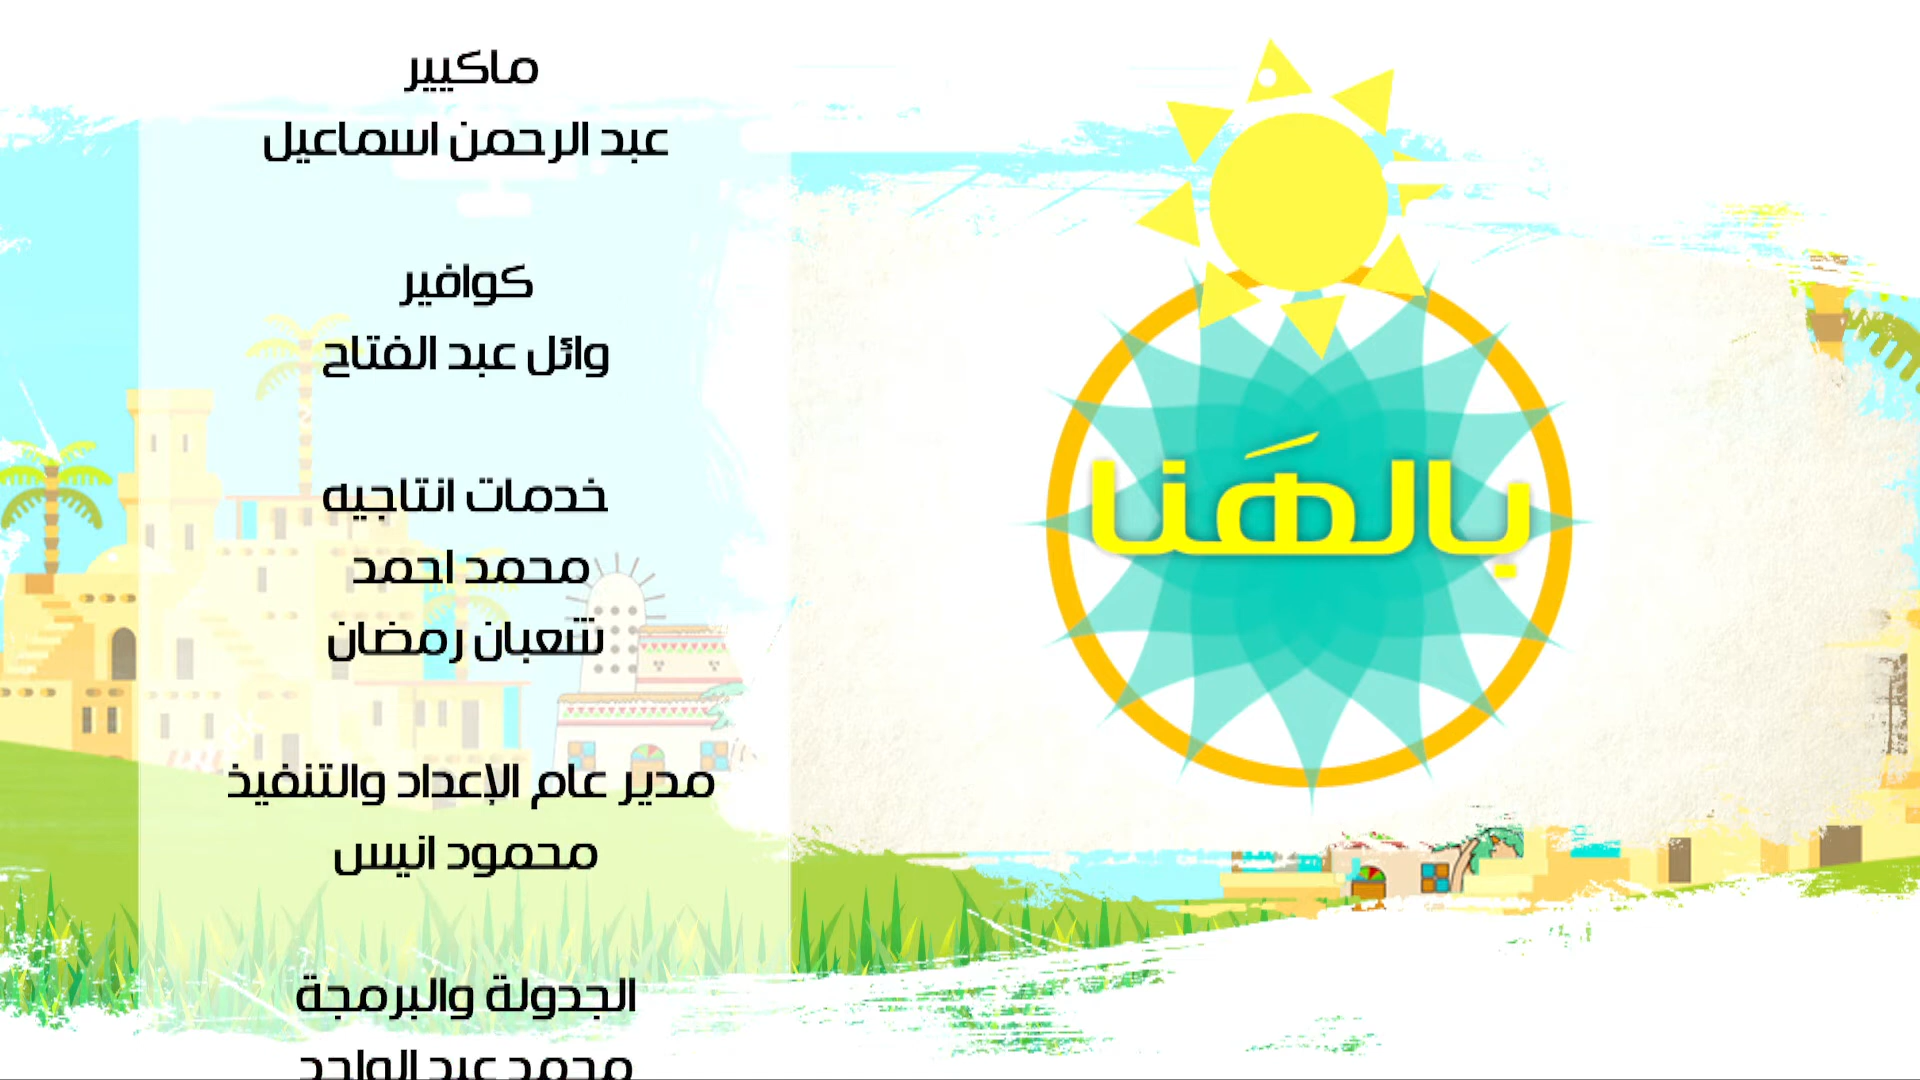 ماكيير
عبد الرحمن اسماعيل
كوافير
وائل عبد الفتاح
خدمات انتاجيه
محمد احمد
شعبان رمضان
مدير عام الإعداد والتنفيذ
محمود انيس
الجدولة والبرمجة
محمد عبد الواحد
بالهَنا